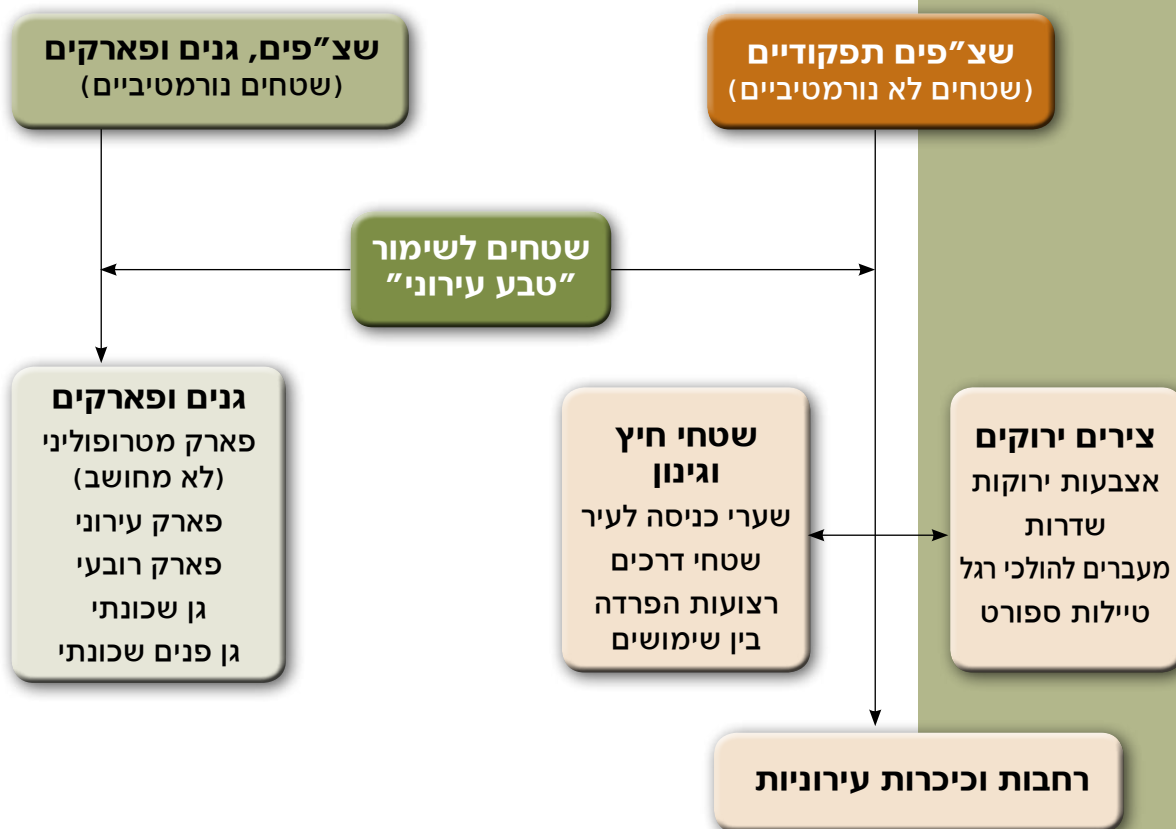 שצ״פים תפקודיים
(שטחים לא נורמטיביים)
שצ״פים, גנים ופארקים
(שטחים נורמטיביים)
שטחים לשימור
״טבע עירוני״
צירים ירוקים
אצבעות ירוקות
שדרות
מעברים להולכי רגל
טיילות ספורט
שטחי חיץ
וגינון
שערי כניסה לעיר
שטחי דרכים
רצועות הפרדה
בין שימושים
גנים ופארקים
פארק מטרופוליני
(לא מחושב)
פארק עירוני
פארק רובעי
גן שכונתי
גן פנים שכונתי
רחבות וכיכרות עירוניות